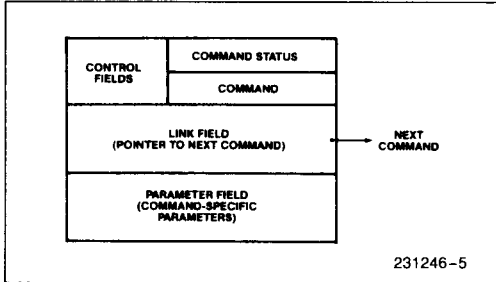 CONTROL
FIELDS
COMMAND STATUS
COMMAND
LINK FIELD
(POINTER TO NEXT COMMAND)
NEXT
COMMAND
PARAMETER FIELD
(COMMAND-SPECIFIC
PARAMETERS)
231246-5